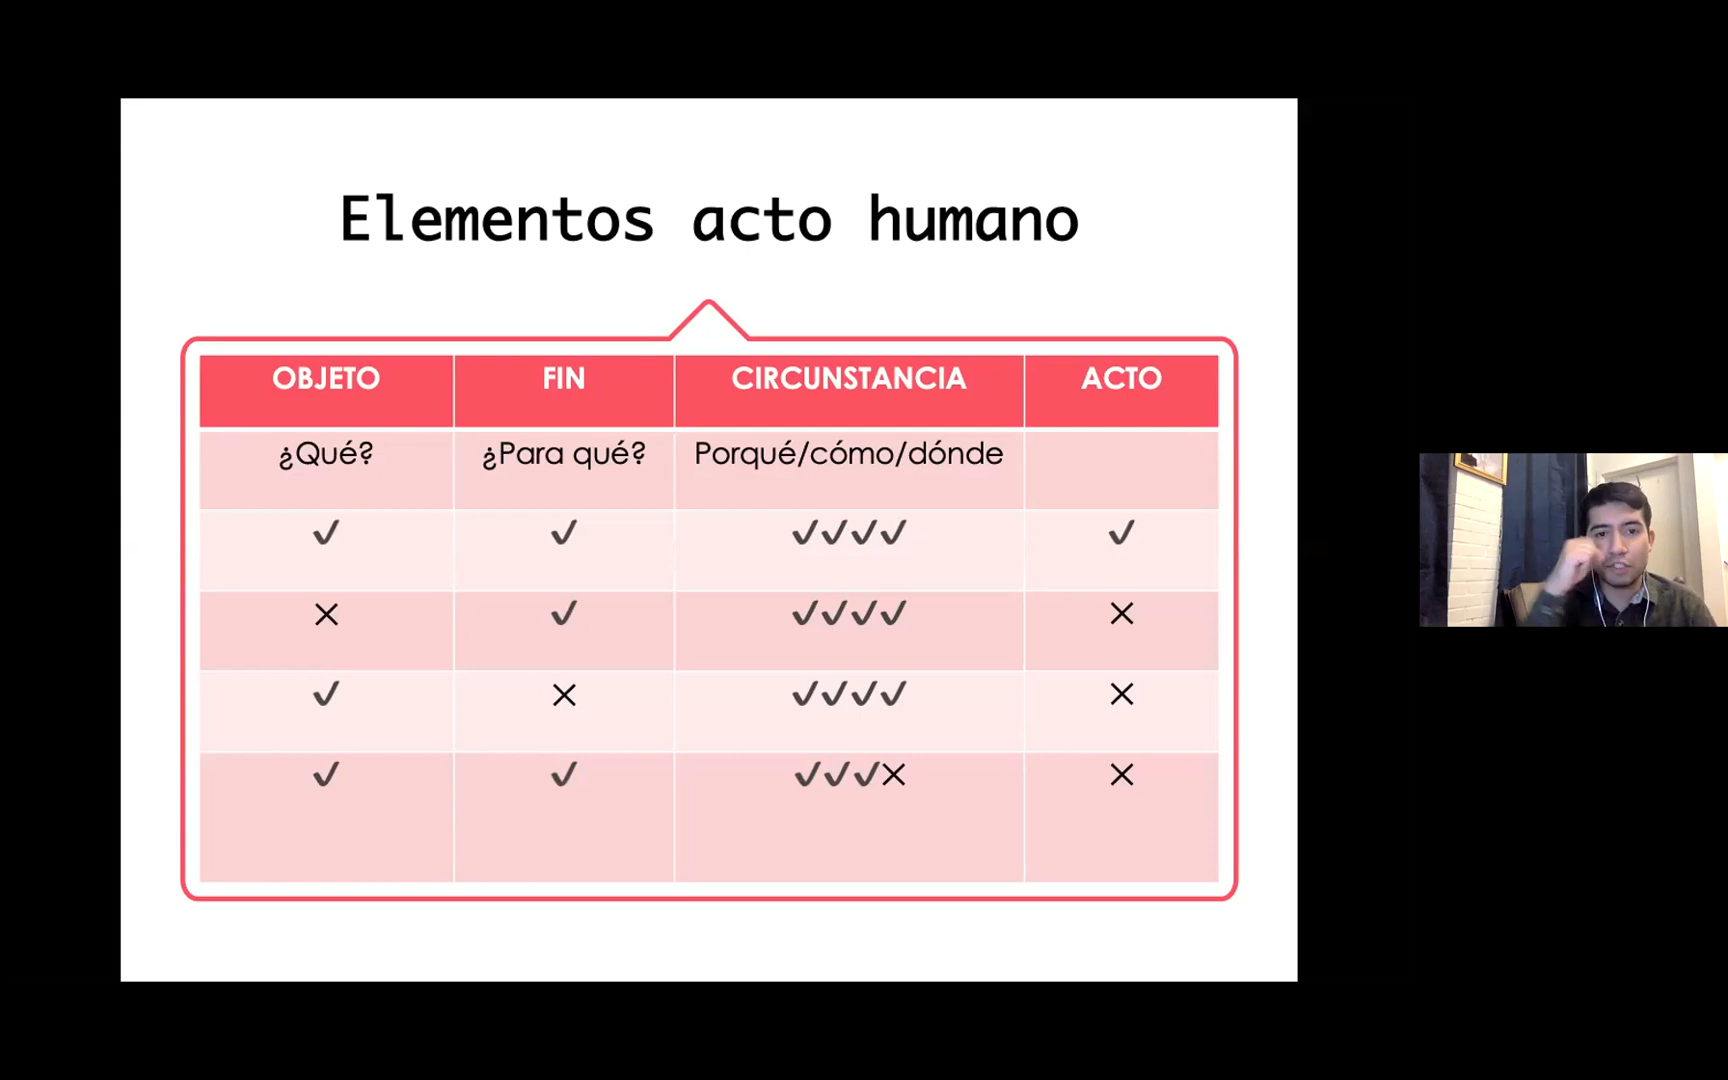 Elementos acto humano
OBJETO FIN CIRCUNSTANCIA ACTO
¿Qué? ¿Para qué? Porqué/cómo/dónde
✓ ✓ ✓✓✓✓ ✓
✕ ✓ ✓✓✓✓ ✕
✓ ✕ ✓✓✓✓ ✕
✓ ✓ ✓✓✓✕ ✕